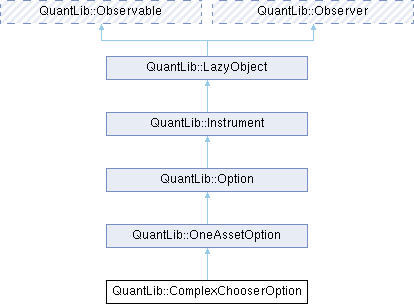 QuantLib::Observable
QuantLib::Observer
QuantLib::LazyObject
QuantLib::Instrument
QuantLib::Option
QuantLib::OneAssetOption
QuantLib::ComplexChooserOption